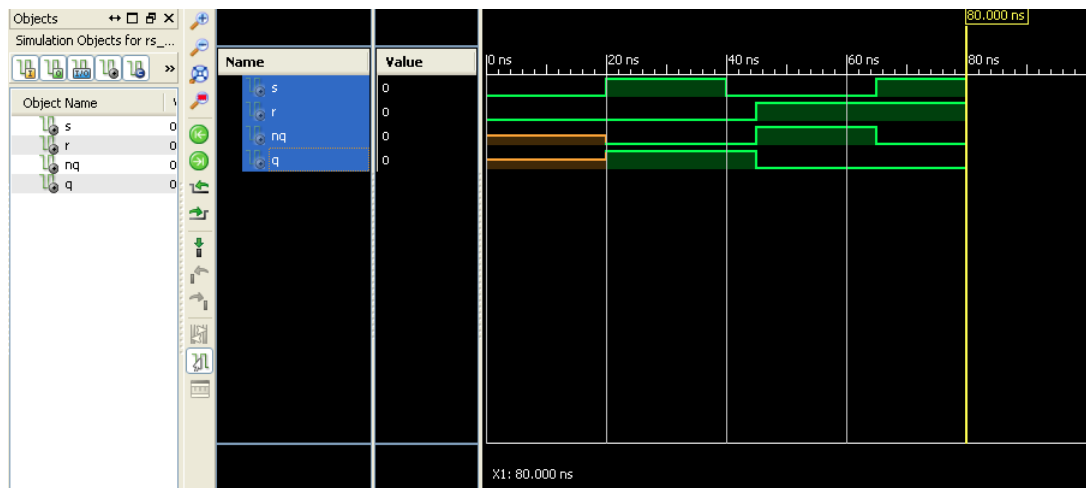 Objects
Simulation Objects for rs_...
»
Object Name
s 0
r 0
nq 0
q 0
Name Value
s 0
r 0
nq 0
q 0
80.000 ns
0 ns 20 ns 40 ns 60 ns 80 ns
X1: 80.000 ns